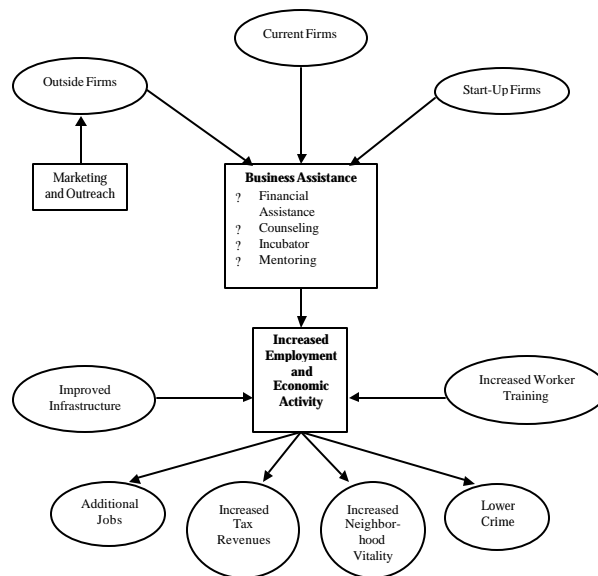 Current Firms
Outside Firms
Start-Up Firms
Marketing
and Outreach
Business Assistance
? Financial
Assistance
? Counseling
? Incubator
? Mentoring
Increased
Employment
and
Economic
Activity
Improved
Infrastructure
Increased Worker
Training
Additional
Jobs
Increased
Tax
Revenues
Increased
Neighbor-
hood
Vitality
Lower
Crime